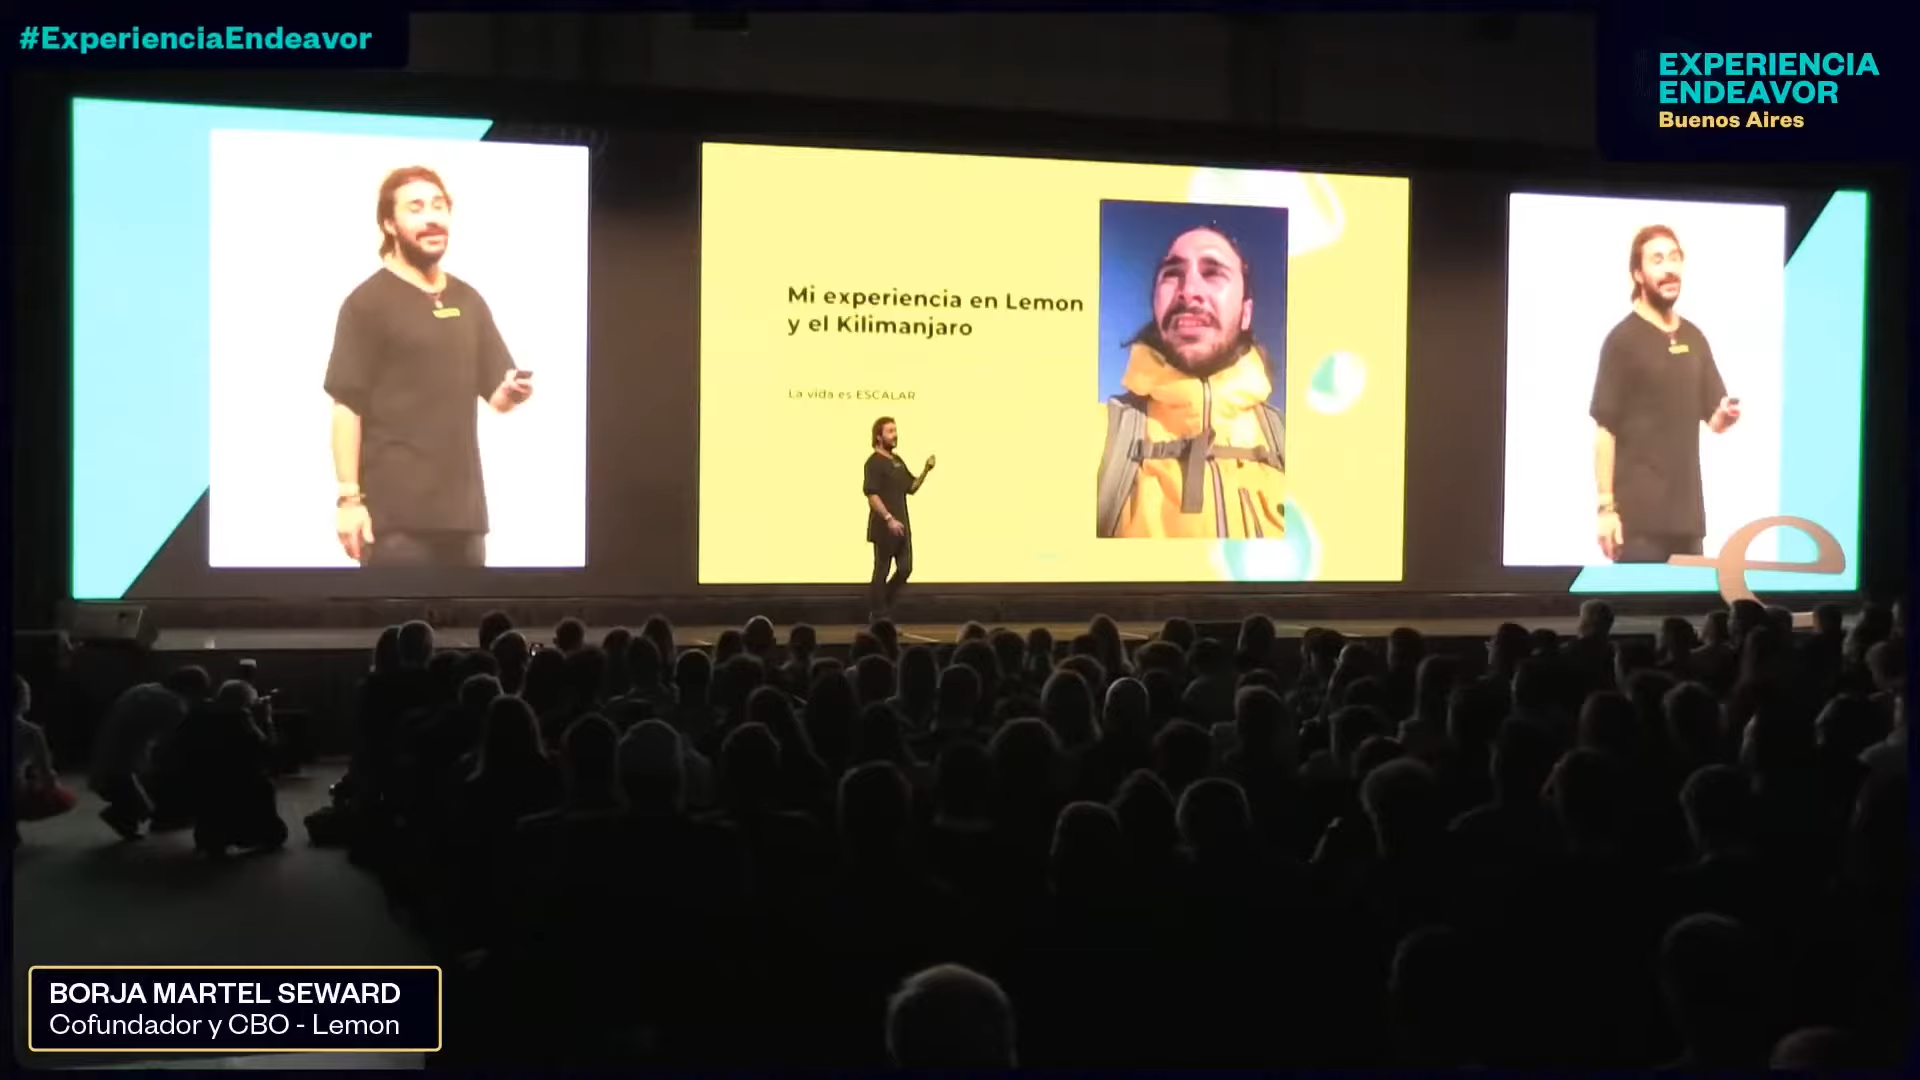 #ExperienciaEndeavor
EXPERIENCIA
ENDEAVOR
Buenos Aires
Mi experiencia en Lemon
y el Kilimanjaro
La vida es ESCALAR
e
BORJA MARTEL SEWARD
Cofundador y CBO - Lemon